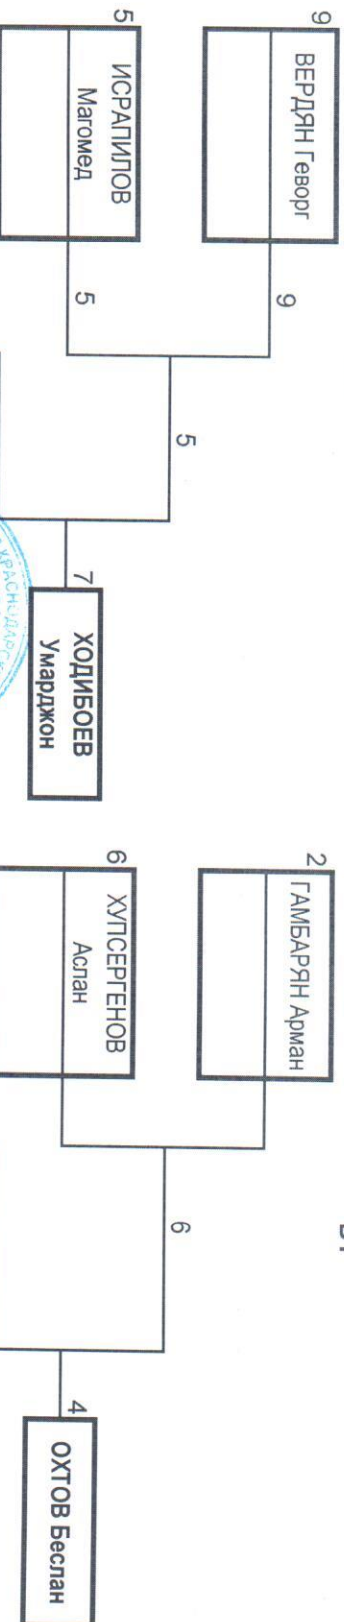 9
ВЕРДЯН Геворг
9
5
ИСРАПИЛОВ
Магомед
5
5
7
ХОДИБОЕВ
Умарджон
2
ГАМБАРЯН Арман
6
ХУПСЕРГЕНОВ
Аслан
6
4
ОХТОВ Беслан